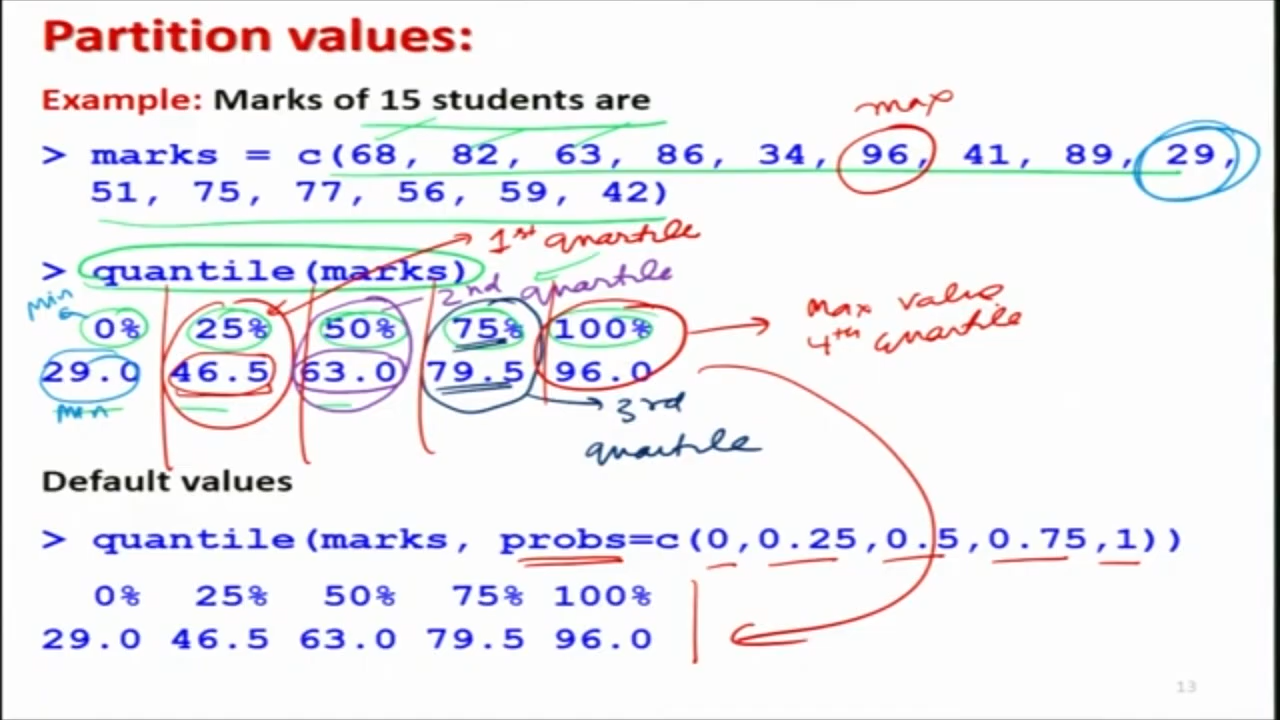 Partition values:
Example: Marks of 15 students are
max
> marks = c(68, 82, 63, 86, 34, 96, 41, 89, 29,
51, 75, 77, 56, 59, 42)
1st quartile
> quantile(marks)
2nd quartile
min
0% 25% 50% 75% 100%
max value
4th quartile
29.0 46.5 63.0 79.5 96.0
min
3rd
quartile
Default values
> quantile(marks, probs=c(0,0.25,0.5,0.75,1))
0% 25% 50% 75% 100%
29.0 46.5 63.0 79.5 96.0
13